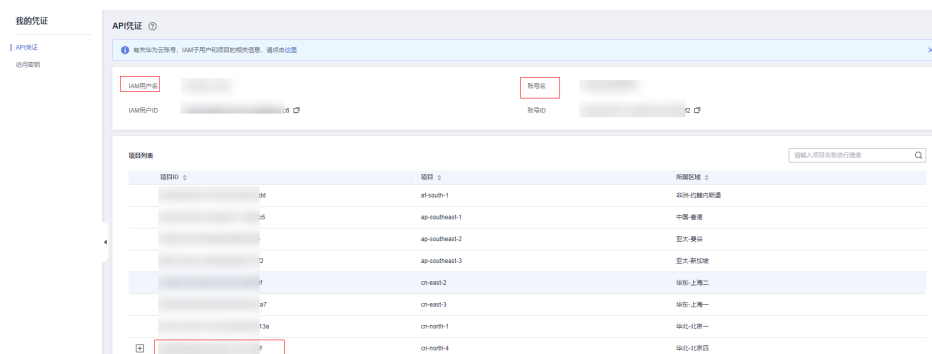 我的凭证
API凭证
访问密钥
API凭证
有关华为云账号、IAM子用户和项目的相关信息，请点击这里
IAM用户名
账号名
IAM用户ID c6
账号ID f2
项目列表
请输入项目名称进行搜索
项目ID 项目 所属区域
dd af-south-1 非洲-约翰内斯堡
b5 ap-southeast-1 中国-香港
ap-southeast-2 亚太-曼谷
f2 ap-southeast-3 亚太-新加坡
f cn-east-2 华东-上海二
a7 cn-east-3 华东-上海一
13a cn-north-1 华北-北京一
f cn-north-4 华北-北京四